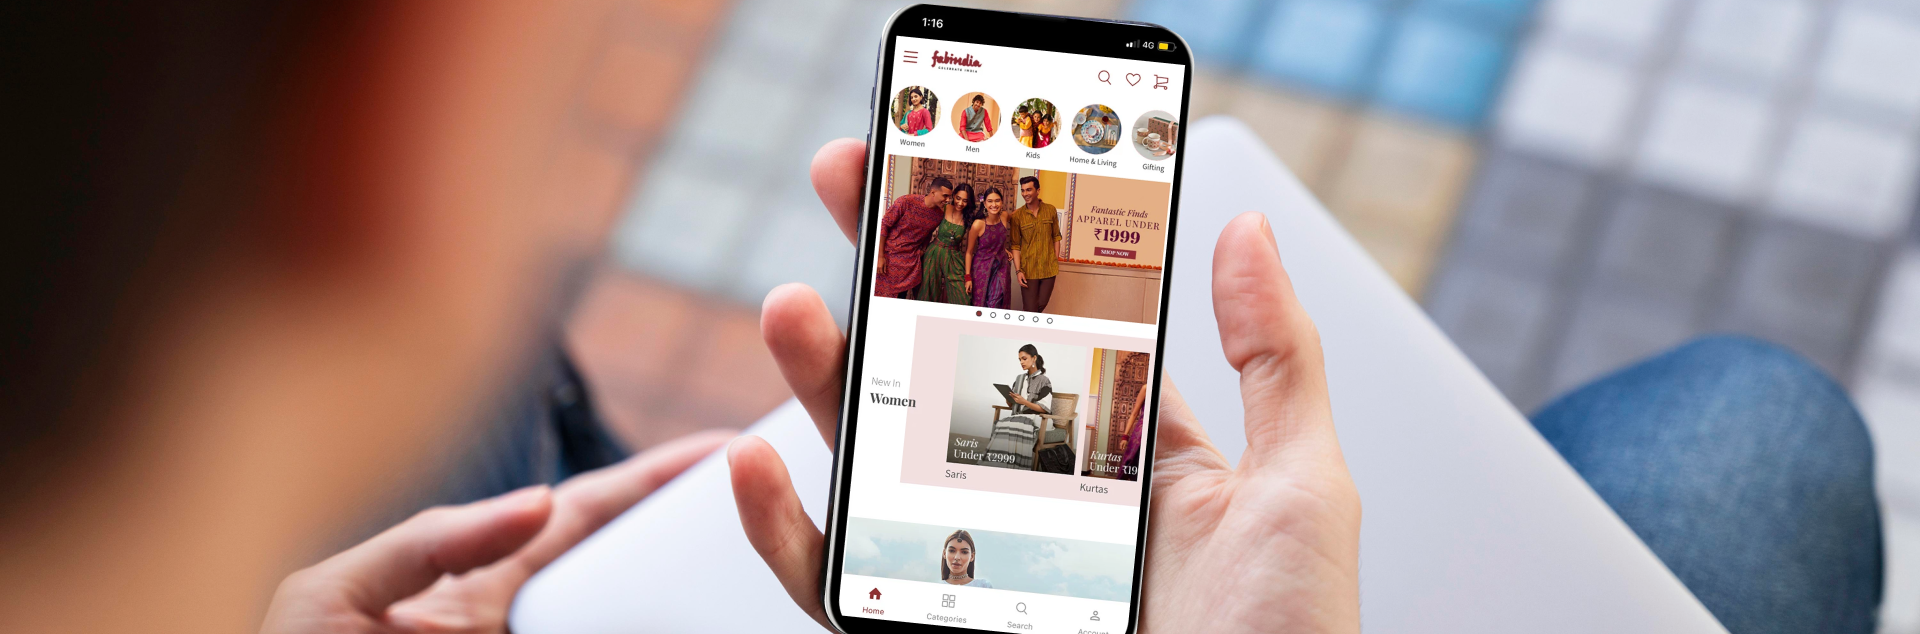 1:16
4G
fabindia
CELEBRATE INDIA
Women
Men
Kids
Home & Living
Gifting
Fantastic Finds
APPAREL UNDER
₹1999
SHOP NOW
New In
Women
Saris
Under ₹2999
Kurtas
Under ₹19
Saris
Kurtas
Home
Categories
Search
Account